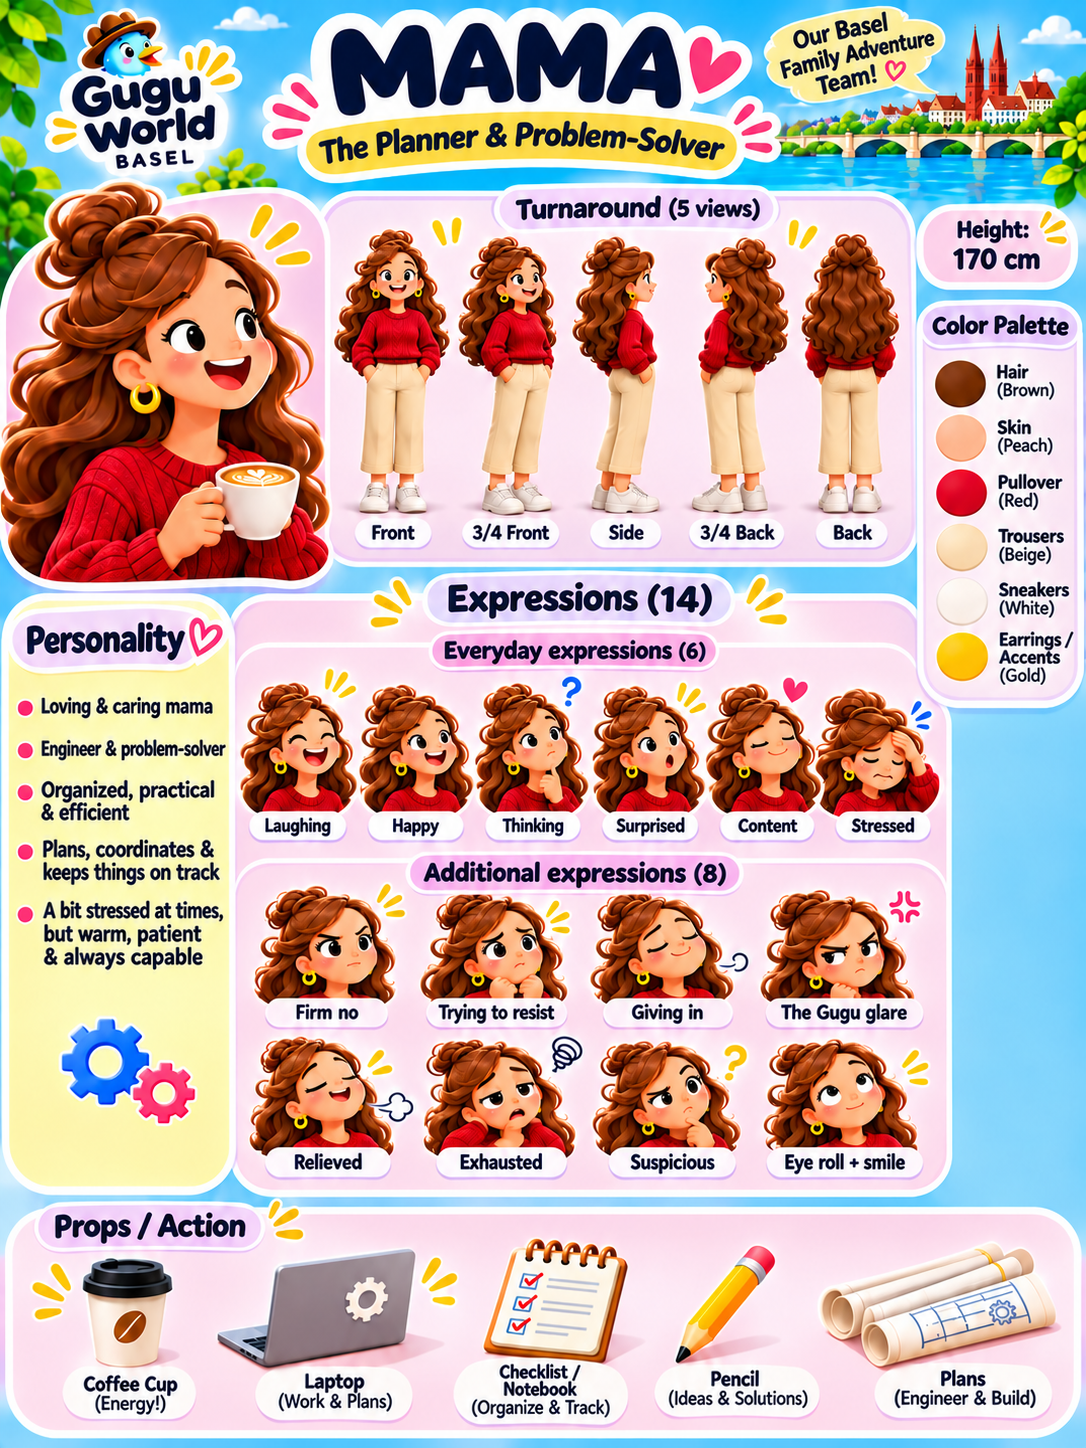 Gugu
World
BASEL
MAMA
The Planner & Problem-Solver
Our Basel
Family Adventure
Team!
Turnaround (5 views)
Front
3/4 Front
Side
3/4 Back
Back
Height:
170 cm
Color Palette
Hair
(Brown)
Skin
(Peach)
Pullover
(Red)
Trousers
(Beige)
Sneakers
(White)
Earrings /
Accents
(Gold)
Personality
Loving & caring mama
Engineer & problem-solver
Organized, practical
& efficient
Plans, coordinates &
keeps things on track
A bit stressed at times,
but warm, patient
& always capable
Expressions (14)
Everyday expressions (6)
?
Laughing
Happy
Thinking
Surprised
Content
Stressed
Additional expressions (8)
Firm no
Trying to resist
Giving in
The Gugu glare
?
Relieved
Exhausted
Suspicious
Eye roll + smile
Props / Action
Coffee Cup
(Energy!)
Laptop
(Work & Plans)
Checklist /
Notebook
(Organize & Track)
Pencil
(Ideas & Solutions)
Plans
(Engineer & Build)